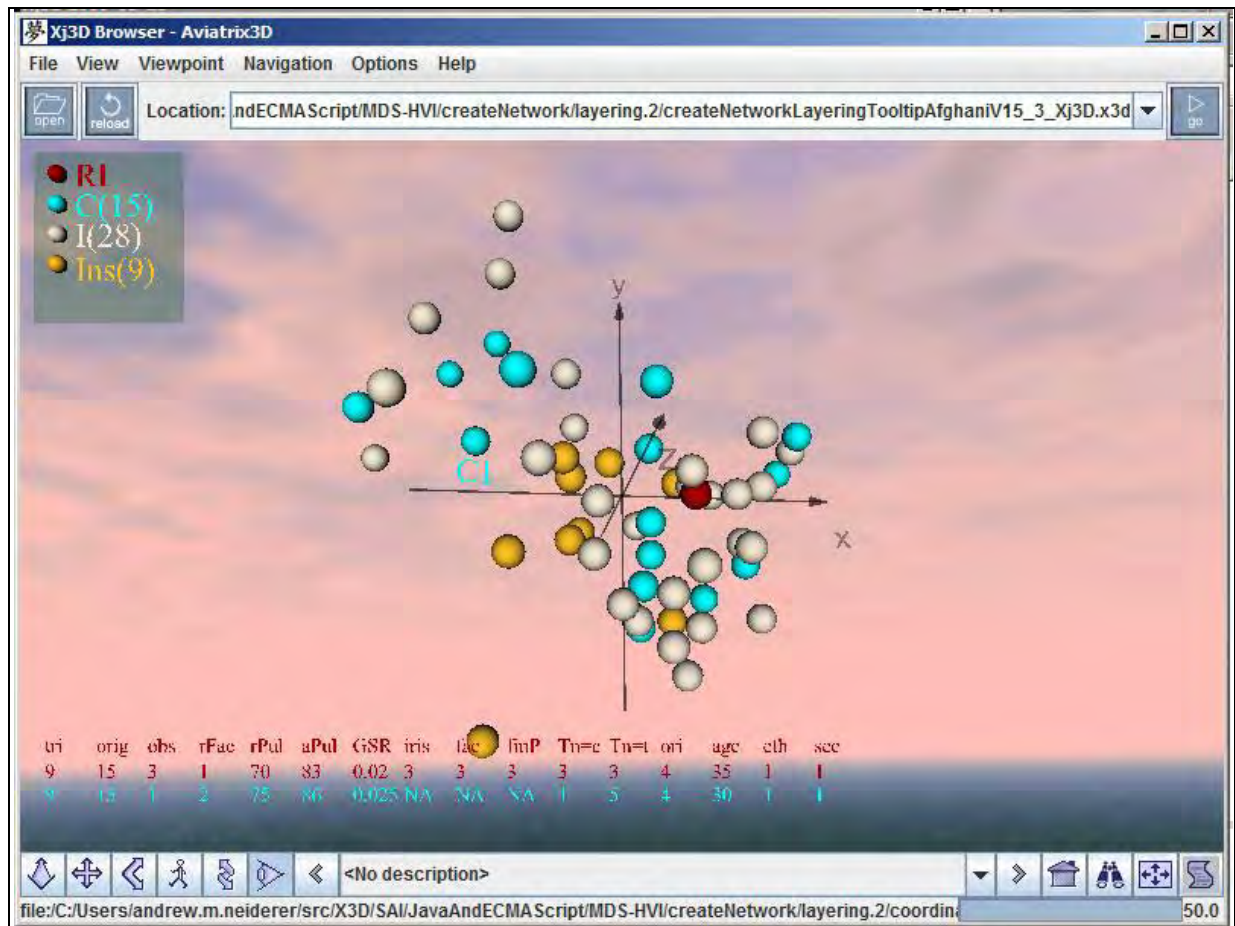 Xj3D Browser - Aviatrix3D
File View Viewpoint Navigation Options Help
open reload Location: .ndECMAScript/MDS-HVI/createNetwork/layering.2/createNetworkLayeringTooltipAfghaniV15_3_Xj3D.x3d go
R1
C(15)
I(28)
Ins(9)
y
Z
C1
x
tri orig obs rFac rPul aPul GSR iris linP Tn=c Tn=t ori age eth sec
9 15 3 1 70 83 0.02 3 3 3 3 3 4 35 1 1
9 15 1 2 75 86 0.025 NA NA NA 1 5 4 30 1 1
<No description>
file:/C:/Users/andrew.m.neiderer/src/X3D/SAI/JavaAndECMAScript/MDS-HVI/createNetwork/layering.2/coordina 50.0